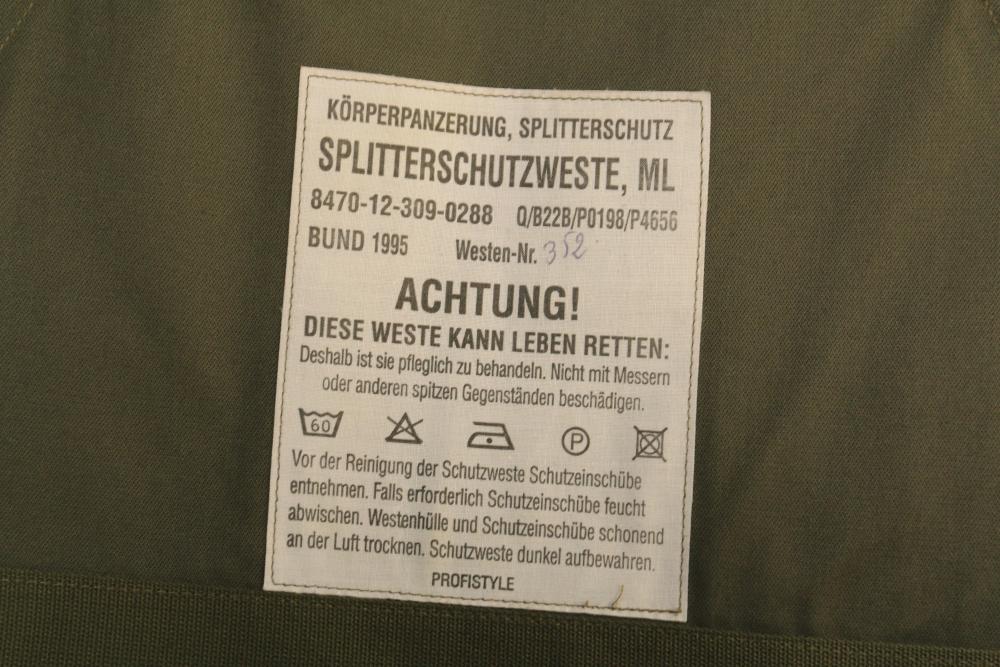 KÖRPERPANZERUNG, SPLITTERSCHUTZ
SPLITTERSCHUTZWESTE, ML
8470-12-309-0288 Q/B22B/P0198/P4656
BUND 1995 Westen-Nr. 352
ACHTUNG!
DIESE WESTE KANN LEBEN RETTEN:
Deshalb ist sie pfleglich zu behandeln. Nicht mit Messern
oder anderen spitzen Gegenständen beschädigen.
60 P
Vor der Reinigung der Schutzweste Schutzeinschübe
entnehmen. Falls erforderlich Schutzeinschübe feucht
abwischen. Westenhülle und Schutzeinschübe schonend
an der Luft trocknen. Schutzweste dunkel aufbewahren.
PROFISTYLE